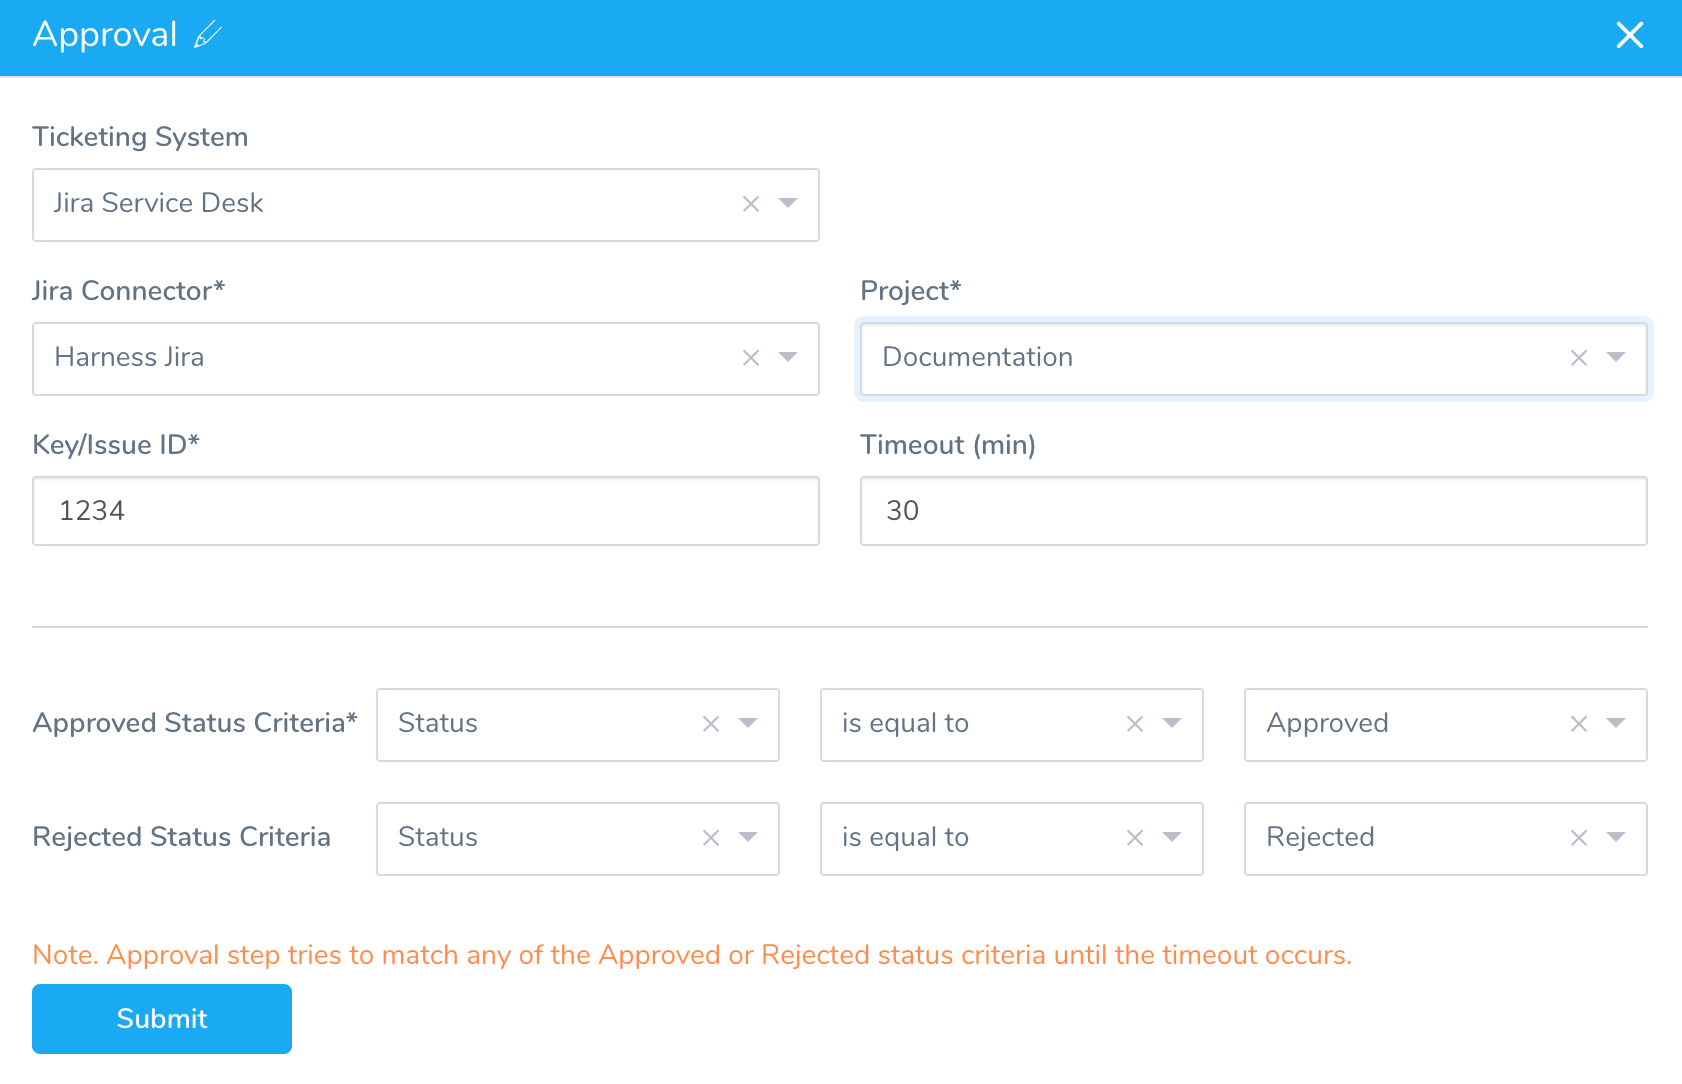 Approval
Ticketing System
Jira Service Desk
Jira Connector* Project*
Harness Jira Documentation
Key/Issue ID* Timeout (min)
1234 30
Approved Status Criteria* Status is equal to Approved
Rejected Status Criteria Status is equal to Rejected
Note. Approval step tries to match any of the Approved or Rejected status criteria until the timeout occurs.
Submit